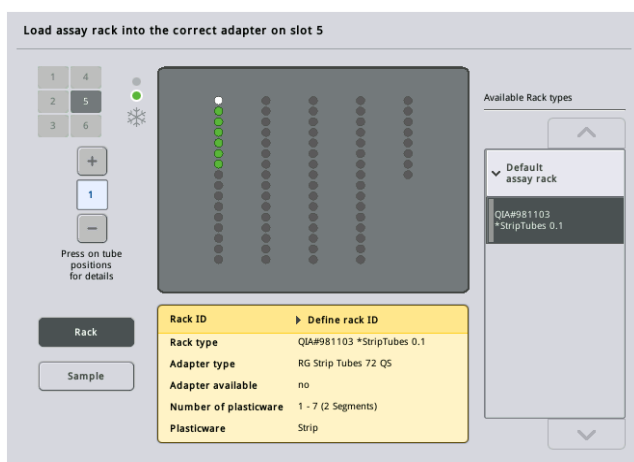 Load assay rack into the correct adapter on slot 5
1 4
2 5
3 6
+
1
−
Press on tube
positions
for details
Rack
Sample
Available Rack types
Default
assay rack
QIA#981103
*StripTubes 0.1
Rack ID Define rack ID
Rack type QIA#981103 *StripTubes 0.1
Adapter type RG Strip Tubes 72 QS
Adapter available no
Number of plasticware 1 - 7 (2 Segments)
Plasticware Strip